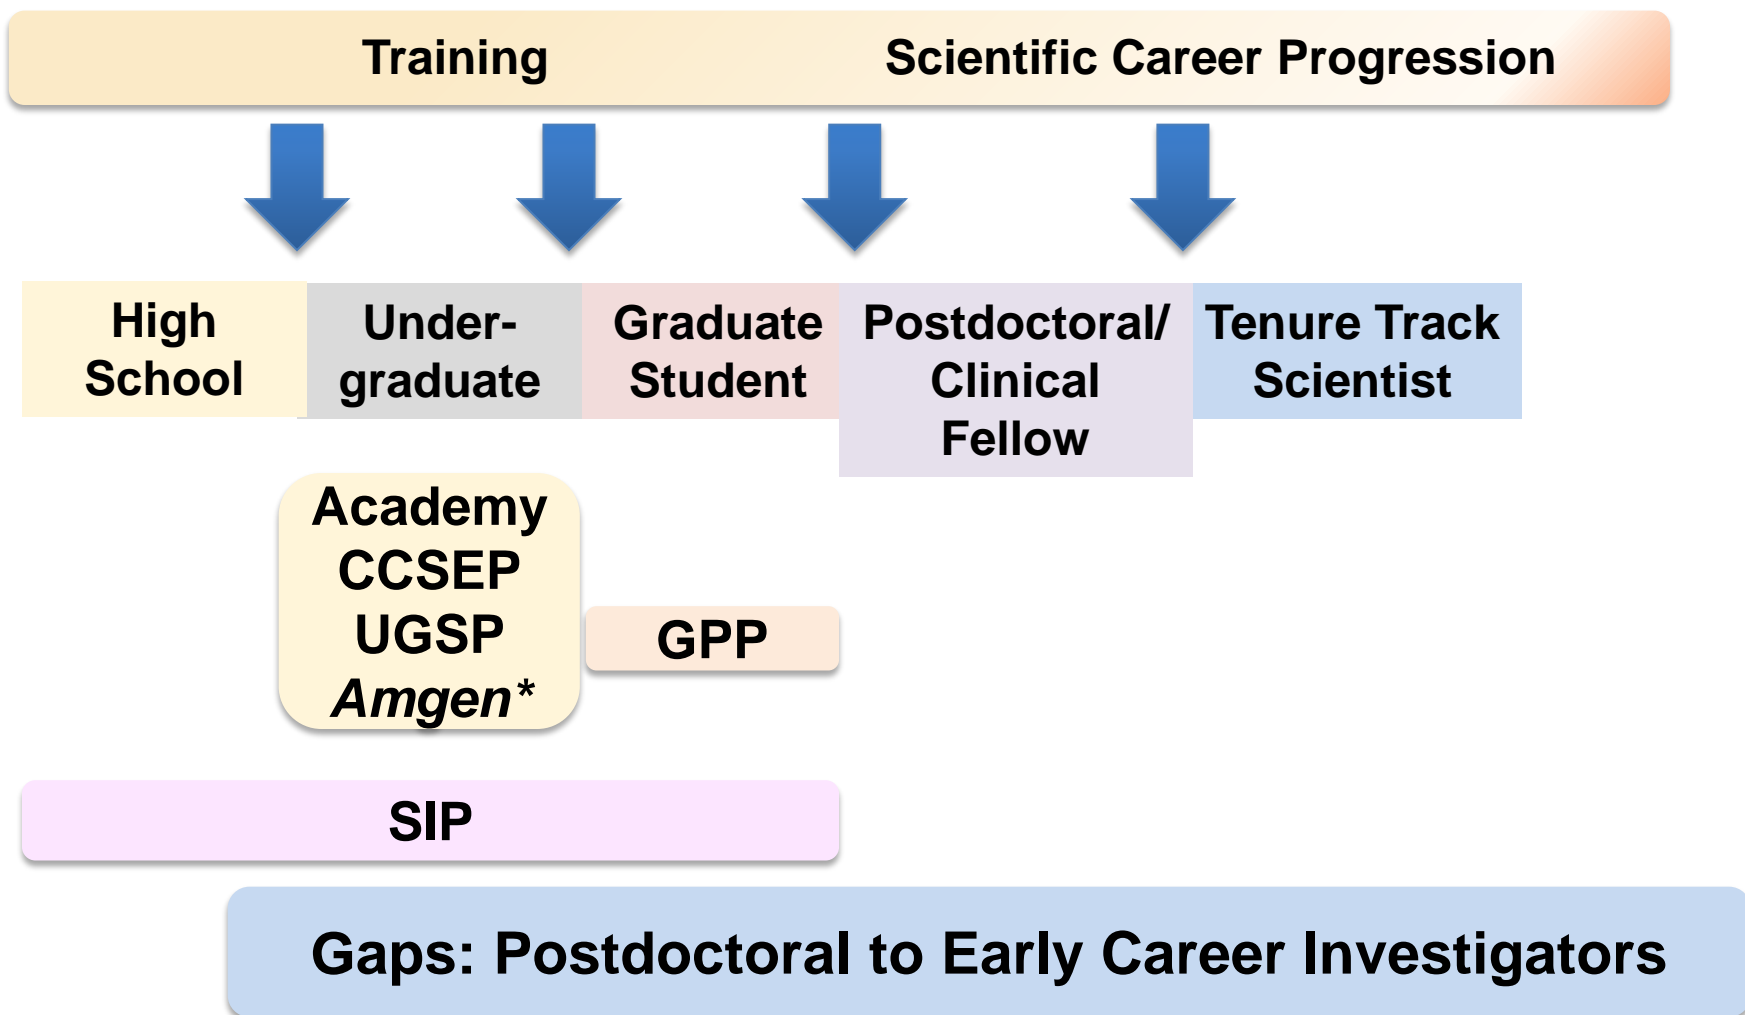 Training
Scientific Career Progression
High
School
Under-
graduate
Graduate
Student
Postdoctoral/
Clinical
Fellow
Tenure Track
Scientist
Academy
CCSEP
UGSP
Amgen*
GPP
SIP
Gaps: Postdoctoral to Early Career Investigators